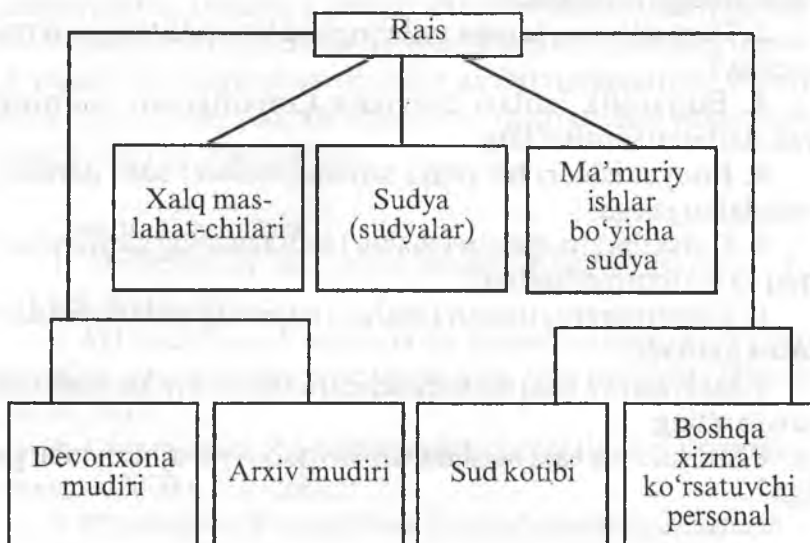 Rais
Xalq mas-
lahat-chilari
Sudya
(sudyalar)
Ma'muriy
ishlar
bo‘yicha
sudya
Devonxona
mudiri
Arxiv mudiri
Sud kotibi
Boshqa
xizmat
ko‘rsatuvchi
personal